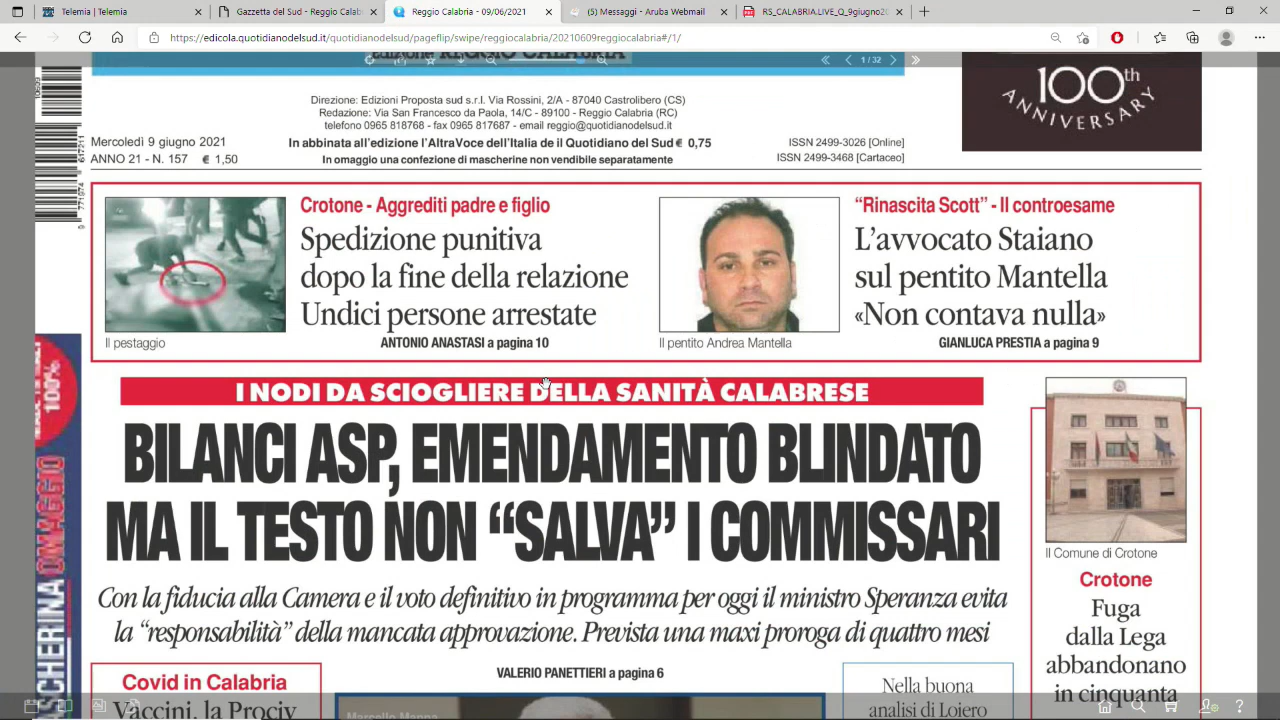 Telemia
Gazzetta del Sud - Reggio Calab
Reggio Calabria - 09/06/2021
(5) Messaggi - Aruba Webmail
RS_CALABRIA.LIVE_Q_9giugno20
https://edicola.quotidianodelsud.it/quotidianodelsud/pageflip/swipe/reggiocalabria/20210609reggiocalabria#/1/
1 / 32
Direzione: Edizioni Proposta sud s.r.l. Via Rossini, 2/A - 87040 Castrolibero (CS)
Redazione: Via San Francesco da Paola, 14/C - 89100 - Reggio Calabria (RC)
telefono 0965 818768 - fax 0965 817687 - email reggio@quotidianodelsud.it
Mercoledì 9 giugno 2021
ANNO 21 - N. 157 € 1,50
In abbinata all'edizione l'AltraVoce dell'Italia de il Quotidiano del Sud € 0,75
In omaggio una confezione di mascherine non vendibile separatamente
ISSN 2499-3026 [Online]
ISSN 2499-3468 [Cartaceo]
100th
ANNIVERSARY
Crotone - Aggrediti padre e figlio
Spedizione punitiva
dopo la fine della relazione
Undici persone arrestate
Il pestaggio
ANTONIO ANASTASI a pagina 10
“Rinascita Scott” - Il controesame
L’avvocato Staiano
sul pentito Mantella
«Non contava nulla»
Il pentito Andrea Mantella
GIANLUCA PRESTIA a pagina 9
I NODI DA SCIOGLIERE DELLA SANITÀ CALABRESE
BILANCI ASP, EMENDAMENTO BLINDATO
MA IL TESTO NON “SALVA” I COMMISSARI
Con la fiducia alla Camera e il voto definitivo in programma per oggi il ministro Speranza evita
la “responsabilità” della mancata approvazione. Prevista una maxi proroga di quattro mesi
VALERIO PANETTIERI a pagina 6
Il Comune di Crotone
Crotone
Fuga
dalla Lega
abbandonano
in cinquanta
Covid in Calabria
Vaccini, la Prociv
Nella buona
analisi di Loiero
100%
OMAGGIO